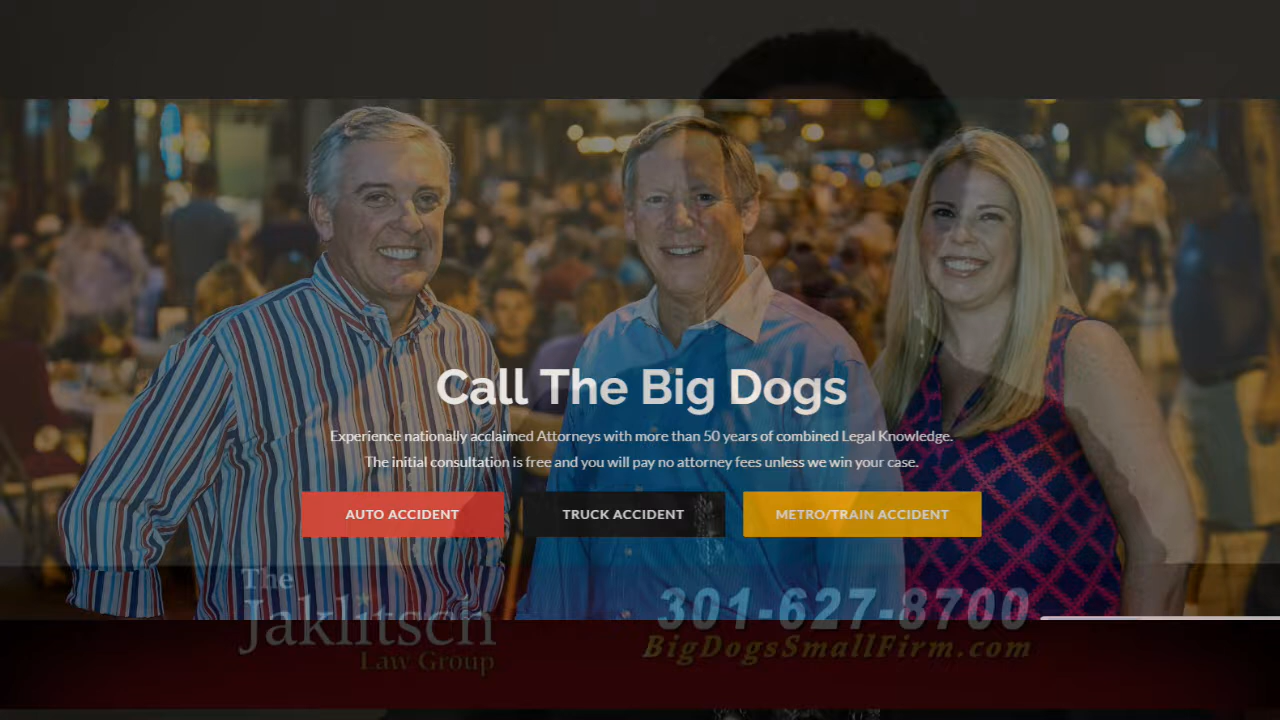 Call The Big Dogs
Experience nationally acclaimed Attorneys with more than 50 years of combined Legal Knowledge.
The initial consultation is free and you will pay no attorney fees unless we win your case.
AUTO ACCIDENT
TRUCK ACCIDENT
METRO/TRAIN ACCIDENT
The
Jaklitsch
Law Group
301-627-8700
BigDogsSmallFirm.com